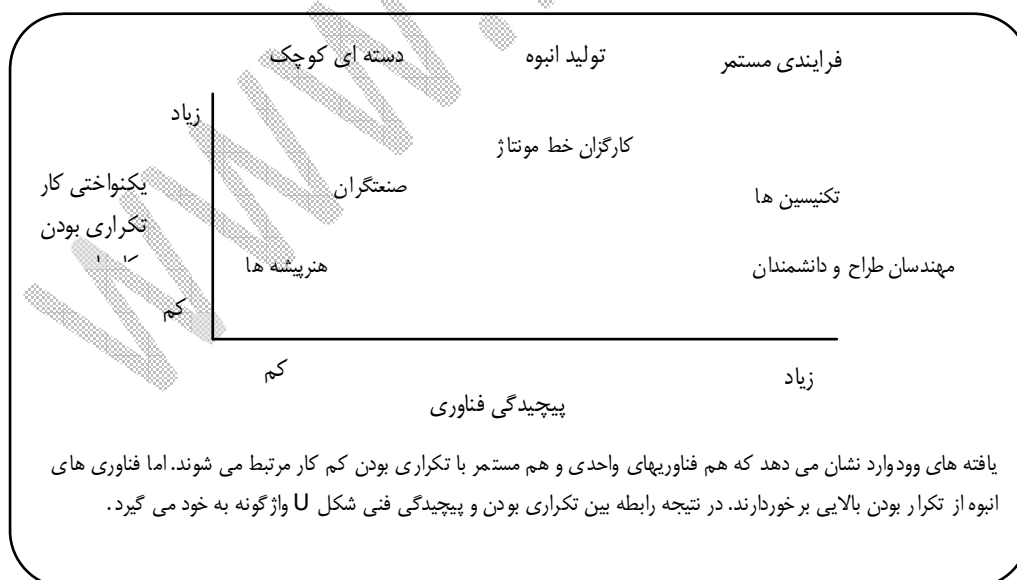 فرایندی مستمر تولید انبوه دسته ای کوچک
زیاد
کارگزان خط مونتاژ
یکنواختی کار
صنعتگران
تکنیسین ها
تکراری بودن
هنرپیشه ها
مهندسان طراح و دانشمندان
کم
کم
زیاد
پیچیدگی فناوری
یافته های وودوارد نشان می دهد که هم فناوریهای واحدی و هم مستمر با تکراری بودن کم کار مرتبط می شوند. اما فناوری های
انبوه از تکرار بودن بالایی برخوردارند. در نتیجه رابطه بین تکراری بودن و پیچیدگی فنی شکل U واژگونه به خود می گیرد.